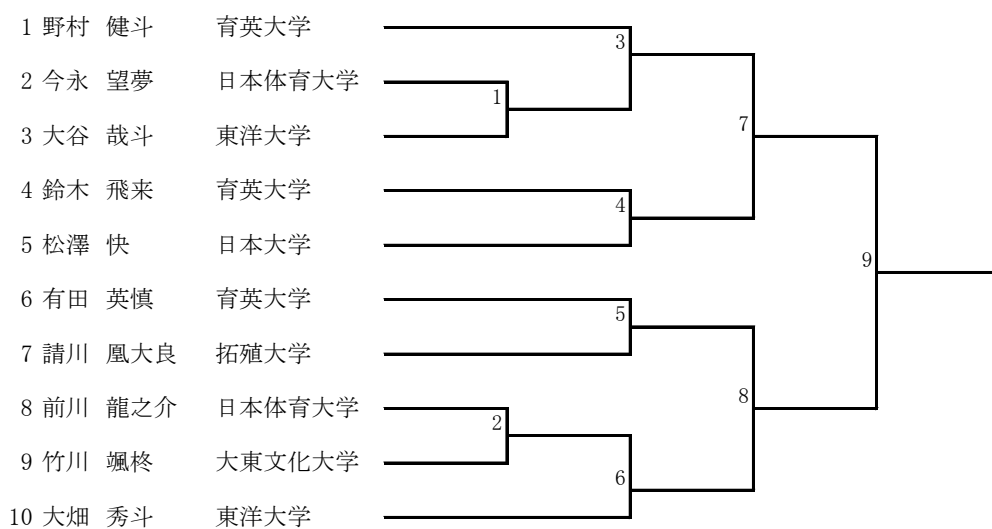 1 野村 健斗 育英大学
3
2 今永 望夢 日本体育大学
1
3 大谷 哉斗 東洋大学
7
4 鈴木 飛来 育英大学
4
5 松澤 快 日本大学
9
6 有田 英慎 育英大学
5
7 請川 凰大良 拓殖大学
8
8 前川 龍之介 日本体育大学
2
9 竹川 颯柊 大東文化大学
6
10 大畑 秀斗 東洋大学